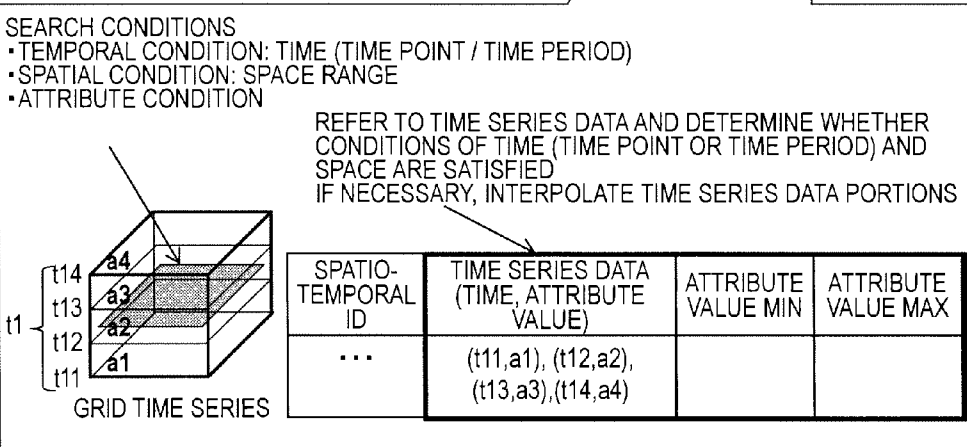 SEARCH CONDITIONS
▪TEMPORAL CONDITION: TIME (TIME POINT / TIME PERIOD)
▪SPATIAL CONDITION: SPACE RANGE
▪ATTRIBUTE CONDITION
REFER TO TIME SERIES DATA AND DETERMINE WHETHER
CONDITIONS OF TIME (TIME POINT OR TIME PERIOD) AND
SPACE ARE SATISFIED
IF NECESSARY, INTERPOLATE TIME SERIES DATA PORTIONS
t1
t14
t13
t12
t11
a4
a3
a2
a1
GRID TIME SERIES
SPATIO-
TEMPORAL
ID
TIME SERIES DATA
(TIME, ATTRIBUTE
VALUE)
ATTRIBUTE
VALUE MIN
ATTRIBUTE
VALUE MAX
...
(t11,a1), (t12,a2),
(t13,a3),(t14,a4)